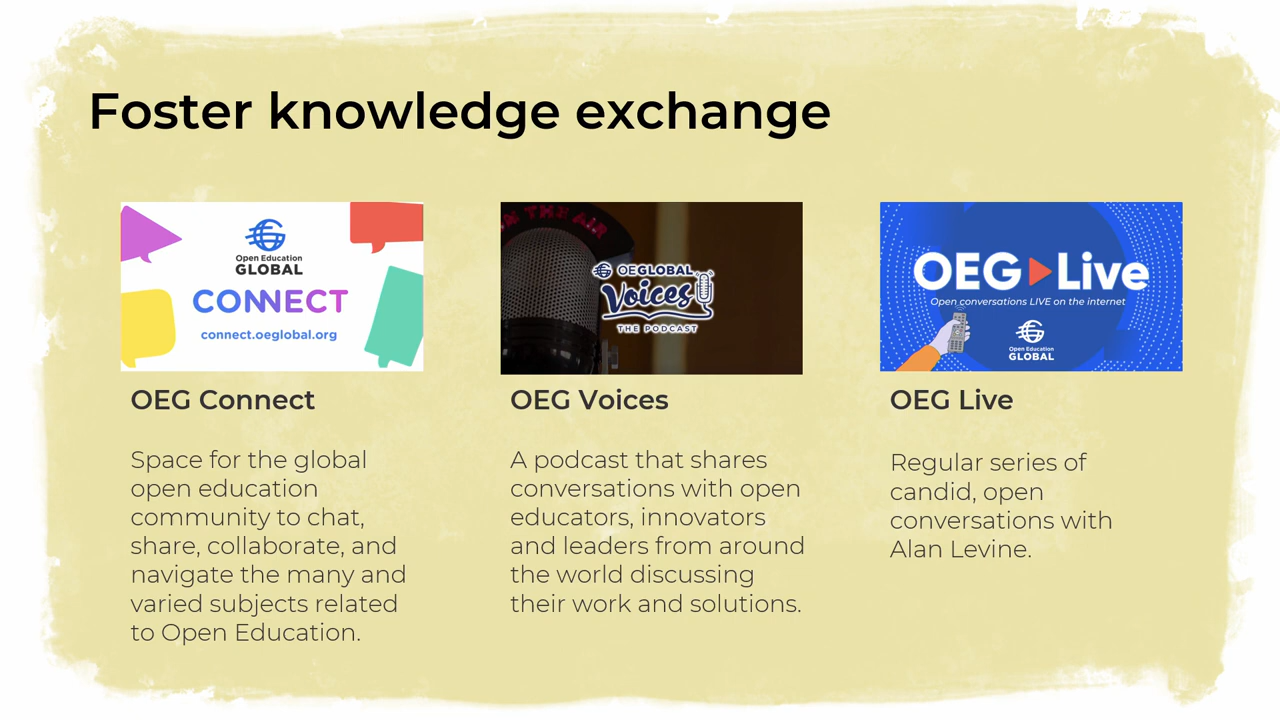 Foster knowledge exchange
Open Education
GLOBAL
CONNECT
connect.oeglobal.org
OEG Connect
Space for the global
open education
community to chat,
share, collaborate, and
navigate the many and
varied subjects related
to Open Education.
N THE AIR
OEGLOBAL
Voices
THE PODCAST
OEG Voices
A podcast that shares
conversations with open
educators, innovators
and leaders from around
the world discussing
their work and solutions.
OEG Live
Open conversations LIVE on the internet
Open Education
GLOBAL
OEG Live
Regular series of
candid, open
conversations with
Alan Levine.